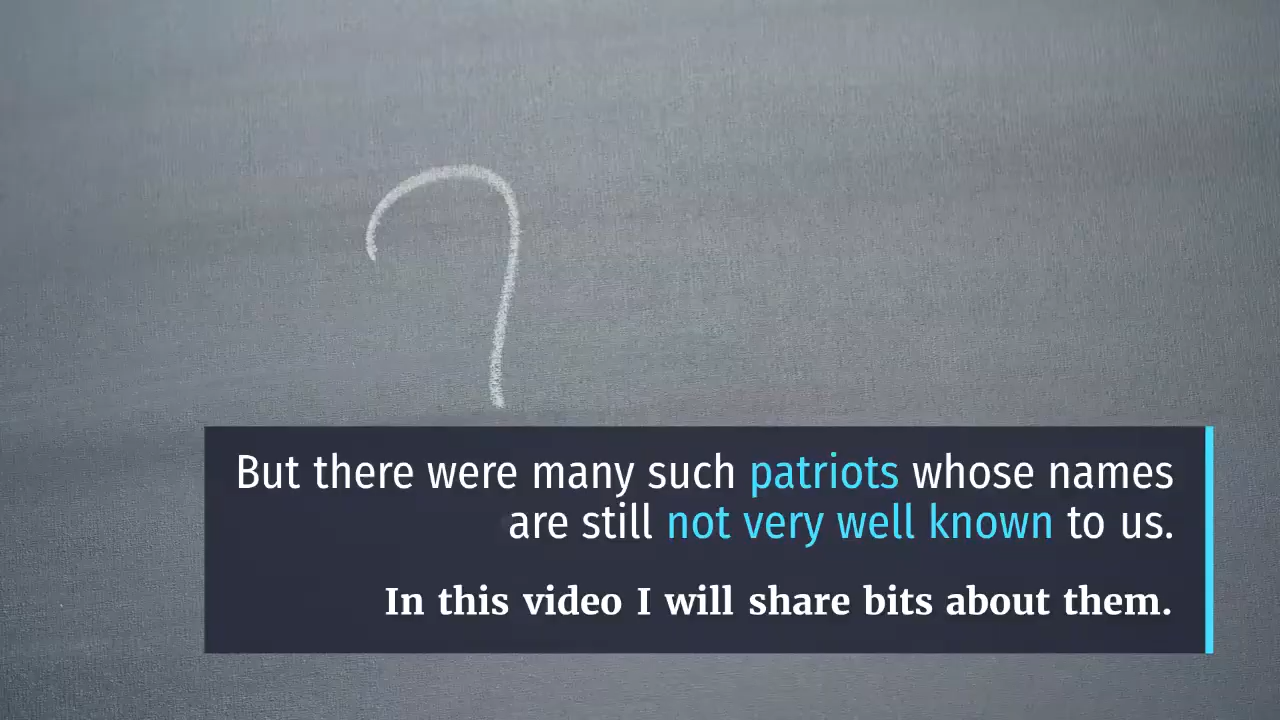 But there were many such patriots whose names
are still not very well known to us.
In this video I will share bits about them.